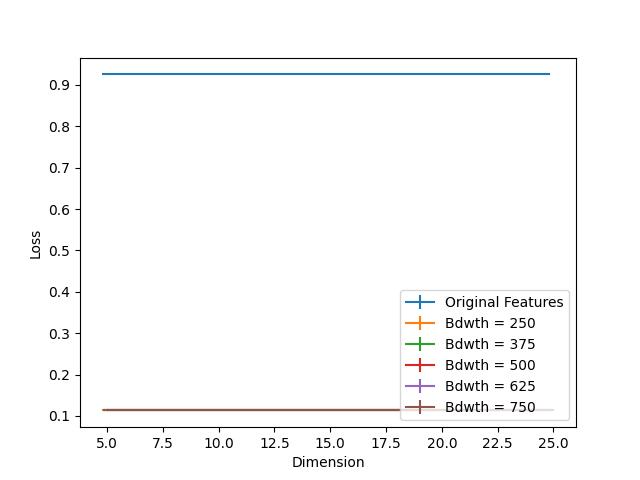 0.9
0.8
0.7
0.6
0.5
0.4
0.3
0.2
0.1
Loss
Original Features
Bdwth = 250
Bdwth = 375
Bdwth = 500
Bdwth = 625
Bdwth = 750
5.0 7.5 10.0 12.5 15.0 17.5 20.0 22.5 25.0
Dimension